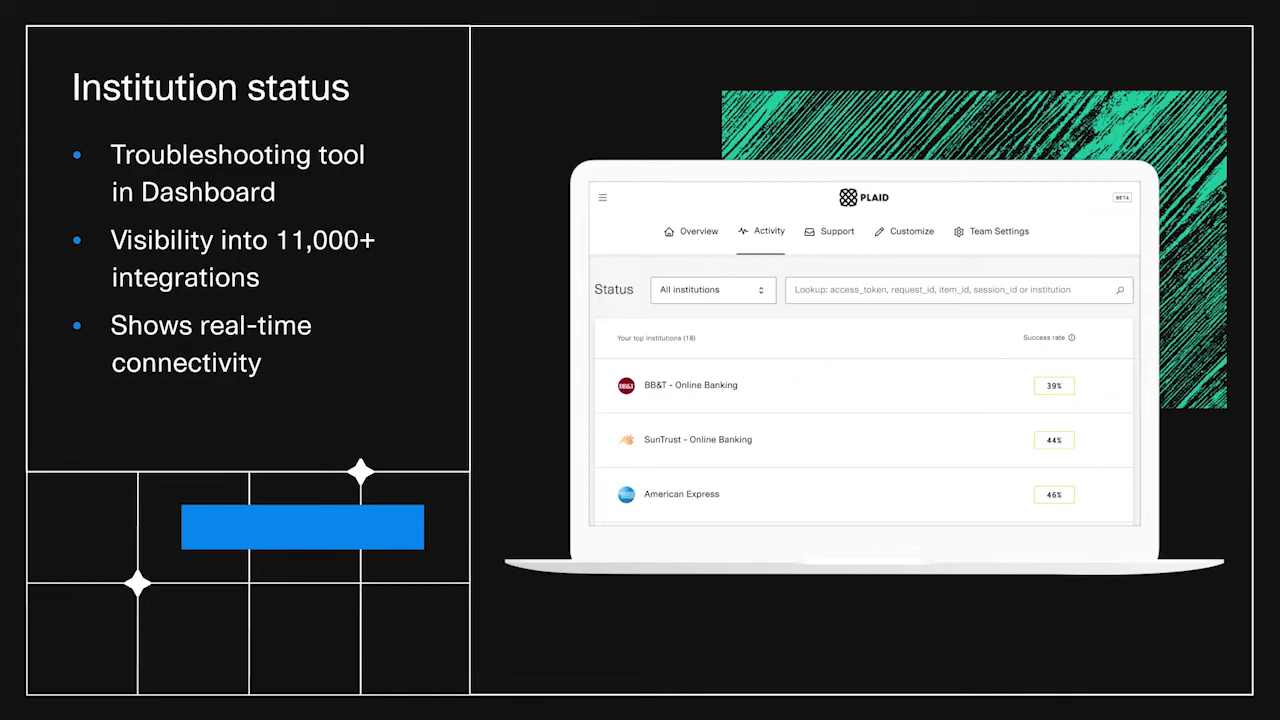 Institution status
• Troubleshooting tool
in Dashboard
• Visibility into 11,000+
integrations
• Shows real-time
connectivity
PLAID
BETA
Overview
Activity
Support
Customize
Team Settings
Status
All institutions
Lookup: access_token, request_id, item_id, session_id or institution
Your top institutions (18)
Success rate
BB&T
BB&T - Online Banking
39%
SunTrust - Online Banking
44%
American Express
46%